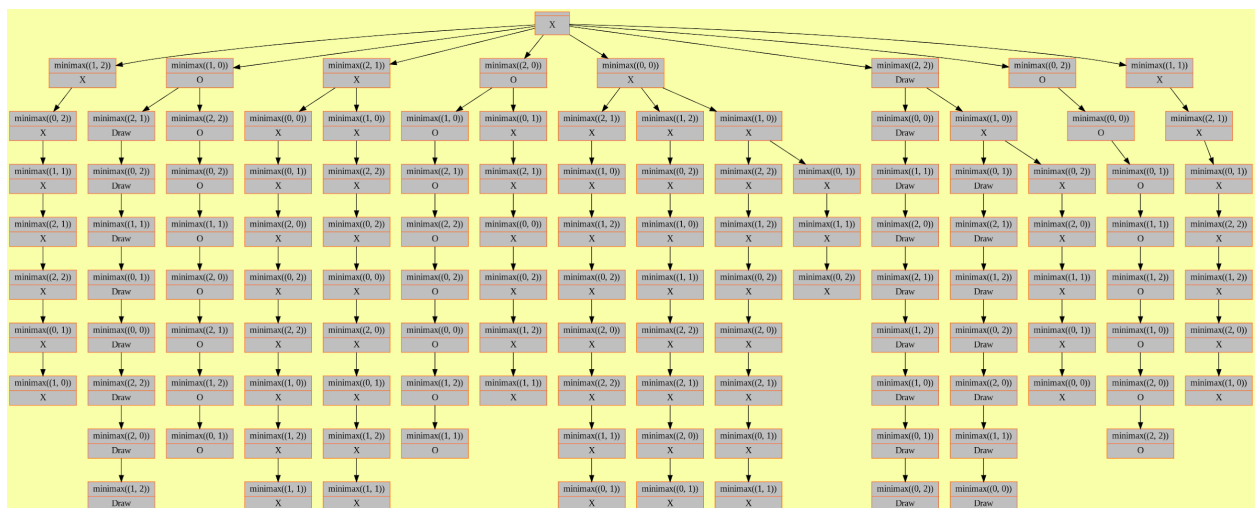 X
minimax((1, 2)) minimax((1, 0)) minimax((2, 1)) minimax((2, 0)) minimax((0, 0)) minimax((2, 2)) minimax((0, 2)) minimax((1, 1))
X O X O X Draw O X
minimax((0, 2)) minimax((2, 1)) minimax((2, 2)) minimax((0, 0)) minimax((1, 0)) minimax((1, 0)) minimax((0, 1)) minimax((2, 1)) minimax((1, 2)) minimax((1, 0)) minimax((0, 0)) minimax((1, 0)) minimax((0, 0)) minimax((2, 1))
X Draw O X X O X X X X Draw X O X
minimax((1, 1)) minimax((0, 2)) minimax((0, 2)) minimax((0, 1)) minimax((2, 2)) minimax((2, 1)) minimax((2, 1)) minimax((1, 0)) minimax((0, 2)) minimax((2, 2)) minimax((0, 1)) minimax((1, 1)) minimax((0, 1)) minimax((0, 2)) minimax((0, 1)) minimax((0, 1))
X Draw O X X O X X X X X Draw Draw X O X
minimax((2, 1)) minimax((1, 1)) minimax((1, 1)) minimax((2, 0)) minimax((0, 2)) minimax((2, 2)) minimax((0, 0)) minimax((1, 2)) minimax((1, 0)) minimax((1, 2)) minimax((1, 1)) minimax((2, 0)) minimax((2, 1)) minimax((2, 0)) minimax((1, 1)) minimax((2, 2))
X Draw O X X O X X X X X Draw Draw X O X
minimax((2, 2)) minimax((0, 1)) minimax((2, 0)) minimax((0, 2)) minimax((0, 0)) minimax((0, 2)) minimax((0, 2)) minimax((0, 2)) minimax((1, 1)) minimax((0, 2)) minimax((0, 2)) minimax((2, 1)) minimax((1, 2)) minimax((1, 1)) minimax((1, 2)) minimax((1, 2))
X Draw O X X O X X X X X Draw Draw X O X
minimax((0, 1)) minimax((0, 0)) minimax((2, 1)) minimax((2, 2)) minimax((2, 0)) minimax((0, 0)) minimax((1, 2)) minimax((2, 0)) minimax((2, 2)) minimax((2, 0)) minimax((1, 2)) minimax((0, 2)) minimax((0, 1)) minimax((1, 0)) minimax((2, 0))
X Draw O X X O X X X X Draw Draw X O X
minimax((1, 0)) minimax((2, 2)) minimax((1, 2)) minimax((1, 0)) minimax((0, 1)) minimax((1, 2)) minimax((1, 1)) minimax((2, 2)) minimax((2, 1)) minimax((2, 1)) minimax((1, 0)) minimax((2, 0)) minimax((0, 0)) minimax((2, 0)) minimax((1, 0))
X Draw O X X O X X X X Draw Draw X O X
minimax((2, 0)) minimax((0, 1)) minimax((1, 2)) minimax((1, 2)) minimax((1, 1)) minimax((1, 1)) minimax((2, 0)) minimax((0, 1)) minimax((0, 1)) minimax((1, 1)) minimax((2, 2))
Draw O X X O X X X Draw Draw O
minimax((1, 2)) minimax((1, 1)) minimax((1, 1)) minimax((0, 1)) minimax((0, 1)) minimax((1, 1)) minimax((0, 2)) minimax((0, 0))
Draw X X X X X Draw Draw